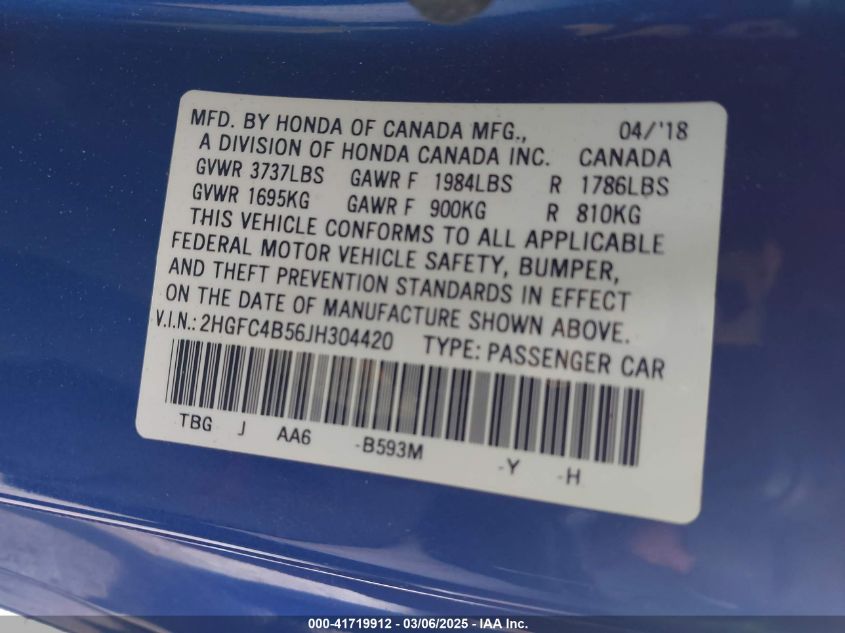 MFD. BY HONDA OF CANADA MFG., 04/'18
A DIVISION OF HONDA CANADA INC. CANADA
GVWR 3737LBS GAWR F 1984LBS R 1786LBS
GVWR 1695KG GAWR F 900KG R 810KG
THIS VEHICLE CONFORMS TO ALL APPLICABLE
FEDERAL MOTOR VEHICLE SAFETY, BUMPER,
AND THEFT PREVENTION STANDARDS IN EFFECT
ON THE DATE OF MANUFACTURE SHOWN ABOVE.
V.I.N.: 2HGFC4B56JH304420 TYPE: PASSENGER CAR
TBG J AA6 -B593M -Y -H
000-41719912 - 03/06/2025 - IAA Inc.